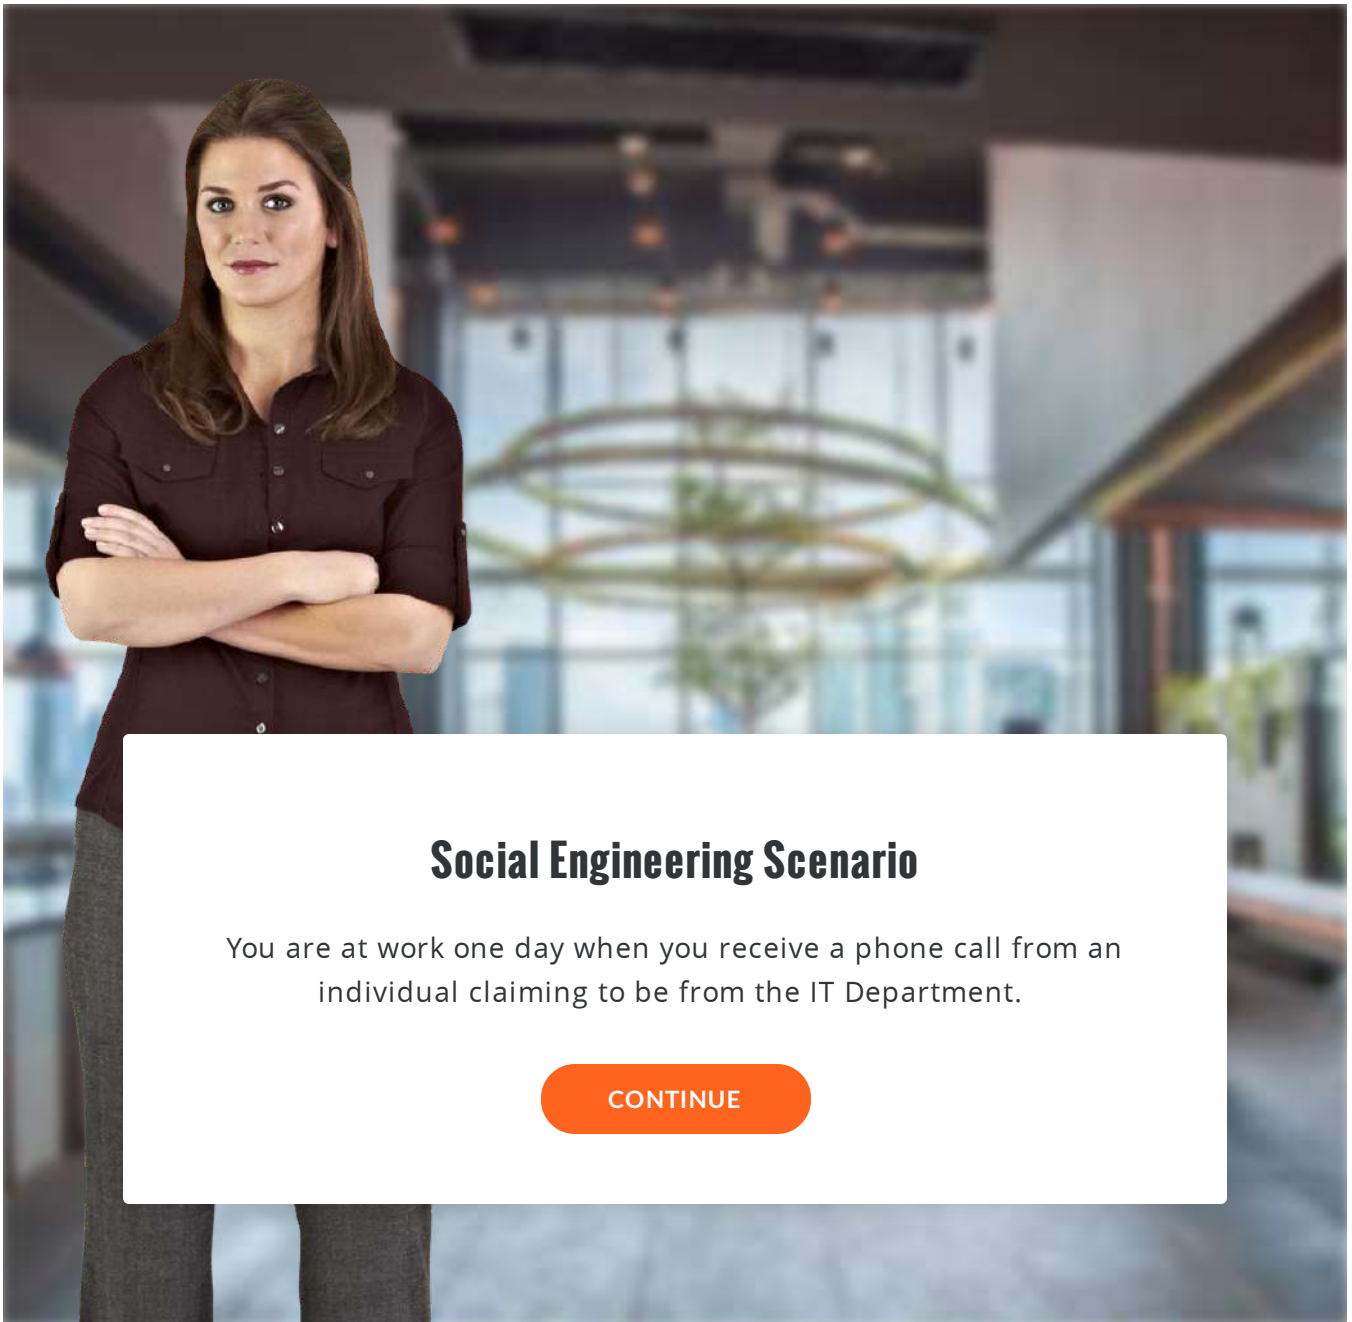 Social Engineering Scenario
You are at work one day when you receive a phone call from an
individual claiming to be from the IT Department.
CONTINUE